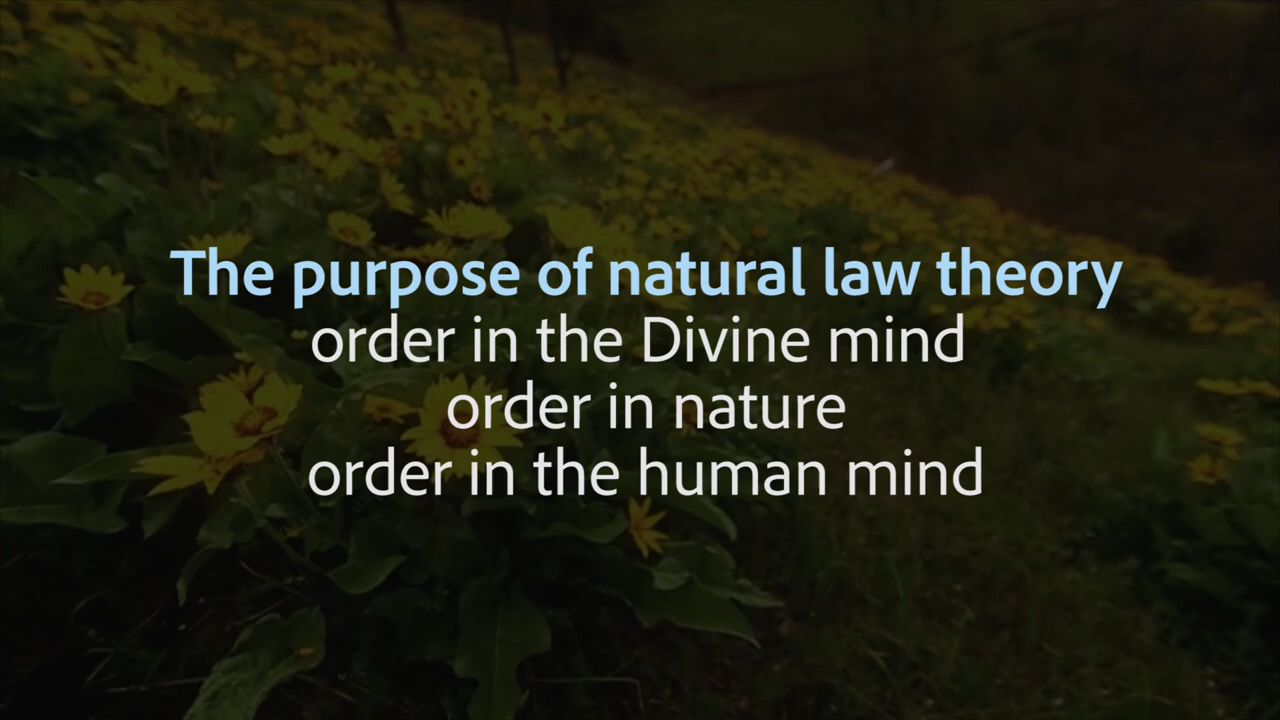 The purpose of natural law theory
order in the Divine mind
order in nature
order in the human mind